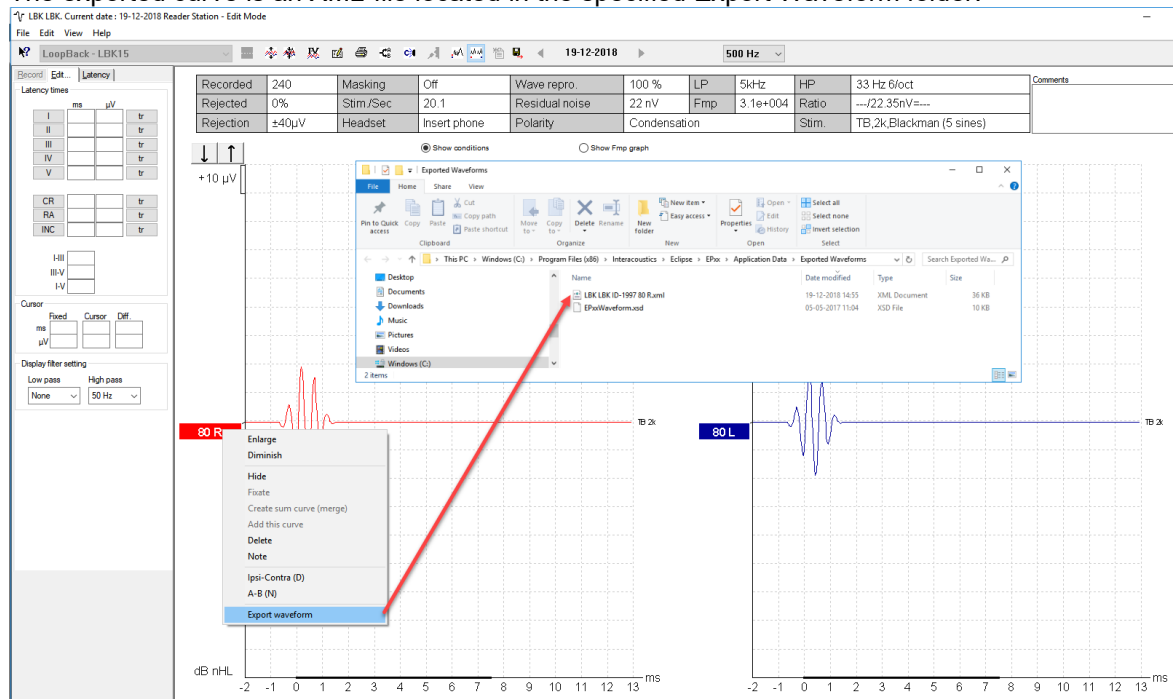 The exported curve is an XML file located in the specified Export Waveform folder.
LBK LBK. Current date : 19-12-2018 Reader Station - Edit Mode
File Edit View Help
LoopBack - LBK15
19-12-2018
500 Hz
Record Edit... Latency
Latency times
ms µV
I tr
II tr
III tr
IV tr
V tr
CR tr
RA tr
INC tr
I-III
III-V
I-V
Cursor
Fixed Cursor Diff.
ms
µV
Display filter setting
Low pass High pass
None 50 Hz
Recorded 240 Masking Off Wave repro. 100 % LP 5kHz HP 33 Hz 6/oct
Rejected 0% Stim./Sec 20.1 Residual noise 22 nV Fmp 3.1e+004 Ratio ---/22.35nV=---
Rejection ±40µV Headset Insert phone Polarity Condensation Stim. TB,2k,Blackman (5 sines)
Comments
Show conditions Show Fmp graph
+10 µV
Exported Waveforms
File Home Share View
Pin to Quick access
Copy
Paste
Cut
Copy path
Paste shortcut
Clipboard
Move to
Copy to
Delete
Rename
Organize
New folder
New item
Easy access
New
Properties
Open
Edit
History
Open
Select all
Select none
Invert selection
Select
This PC > Windows (C:) > Program Files (x86) > Interacoustics > Eclipse > EPxx > Application Data > Exported Waveforms
Search Exported Wa...
Desktop
Documents
Downloads
Music
Pictures
Videos
Windows (C:)
Name Date modified Type Size
LBK LBK ID-1997 80 R.xml 19-12-2018 14:55 XML Document 36 KB
EPxxWaveform.xsd 05-05-2017 11:04 XSD File 10 KB
2 items
80 R
TB 2k
80 L
TB 2k
Enlarge
Diminish
Hide
Fixate
Create sum curve (merge)
Add this curve
Delete
Note
Ipsi-Contra (D)
A-B (N)
Export waveform
dB nHL
-2 -1 0 1 2 3 4 5 6 7 8 9 10 11 12 13 ms
-2 -1 0 1 2 3 4 5 6 7 8 9 10 11 12 13 ms